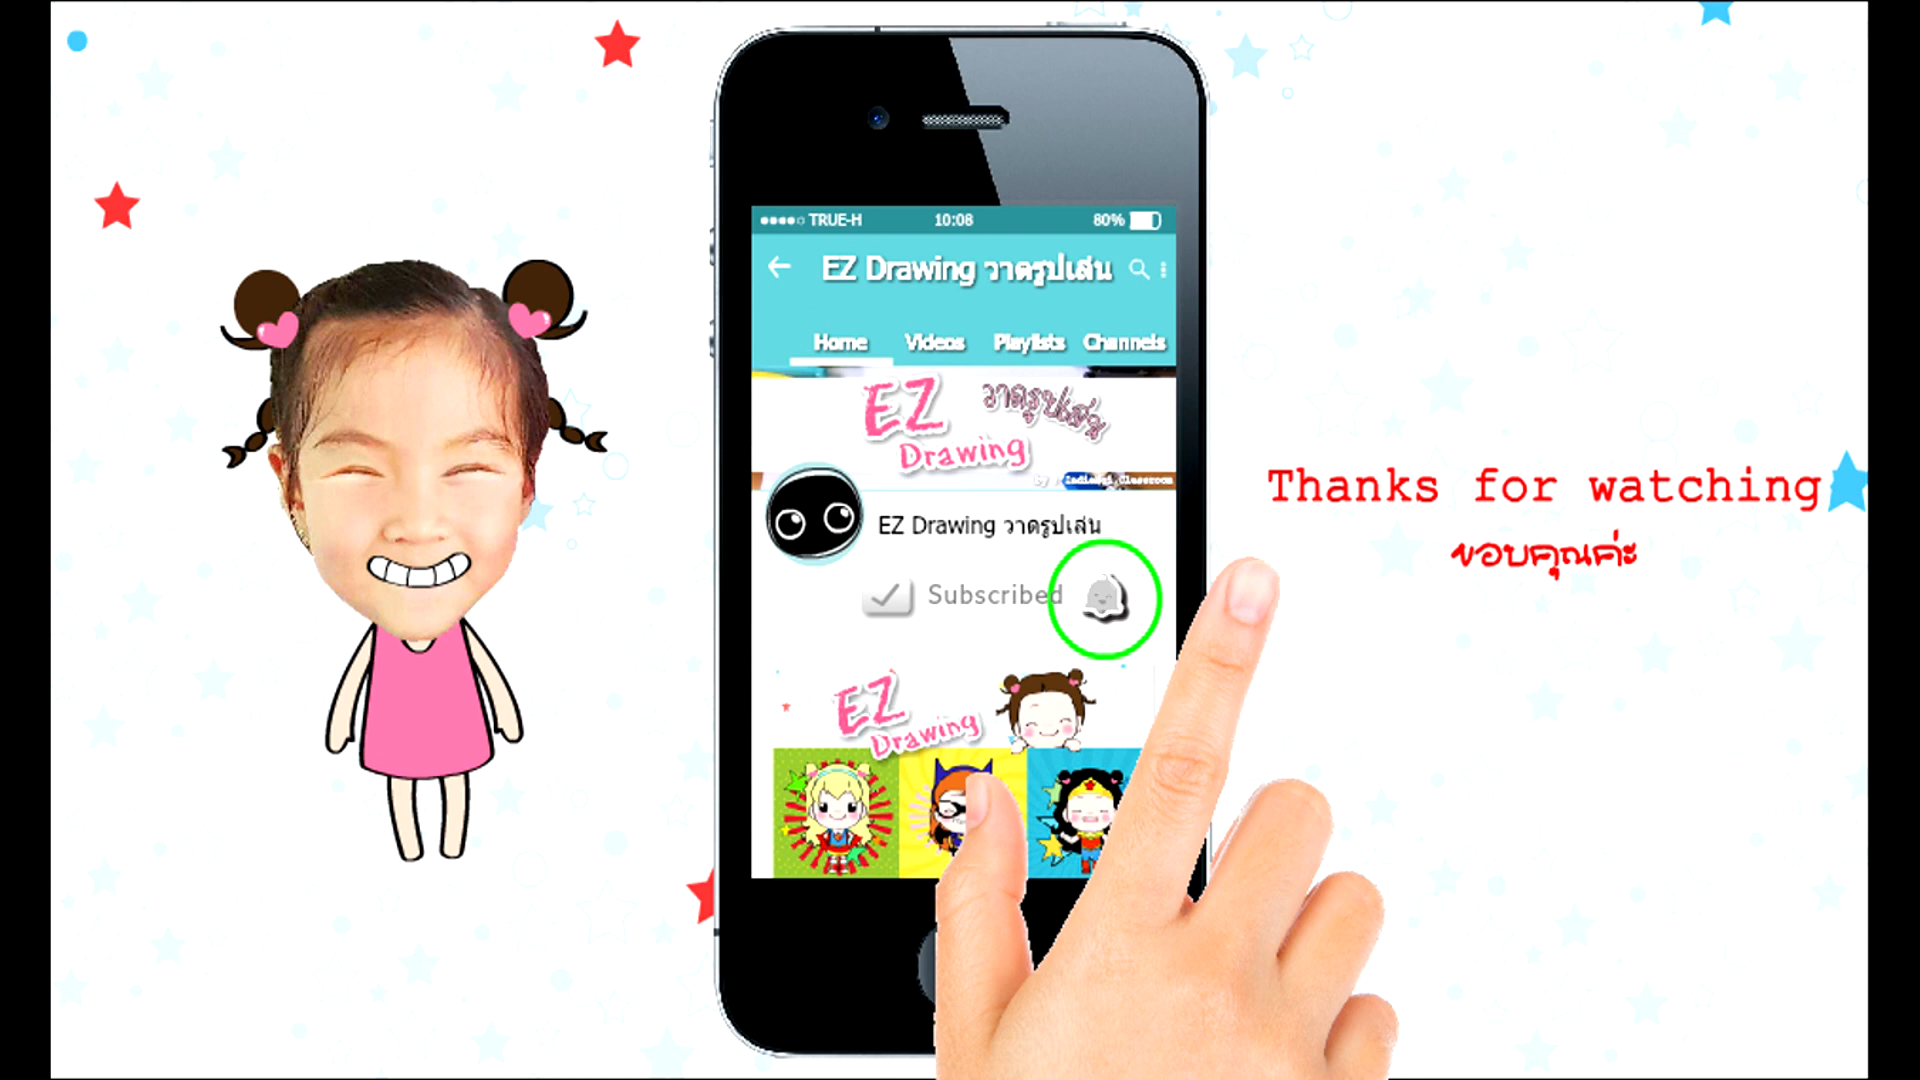 TRUE-H 10:08 80%
EZ Drawing วาดรูปเล่น
Home Videos Playlists Channels
EZ วาดรูปเล่น
Drawing
By : Classroom
EZ Drawing วาดรูปเล่น
Subscribed
EZ
Drawing
Thanks for watching
ขอบคุณค่ะ